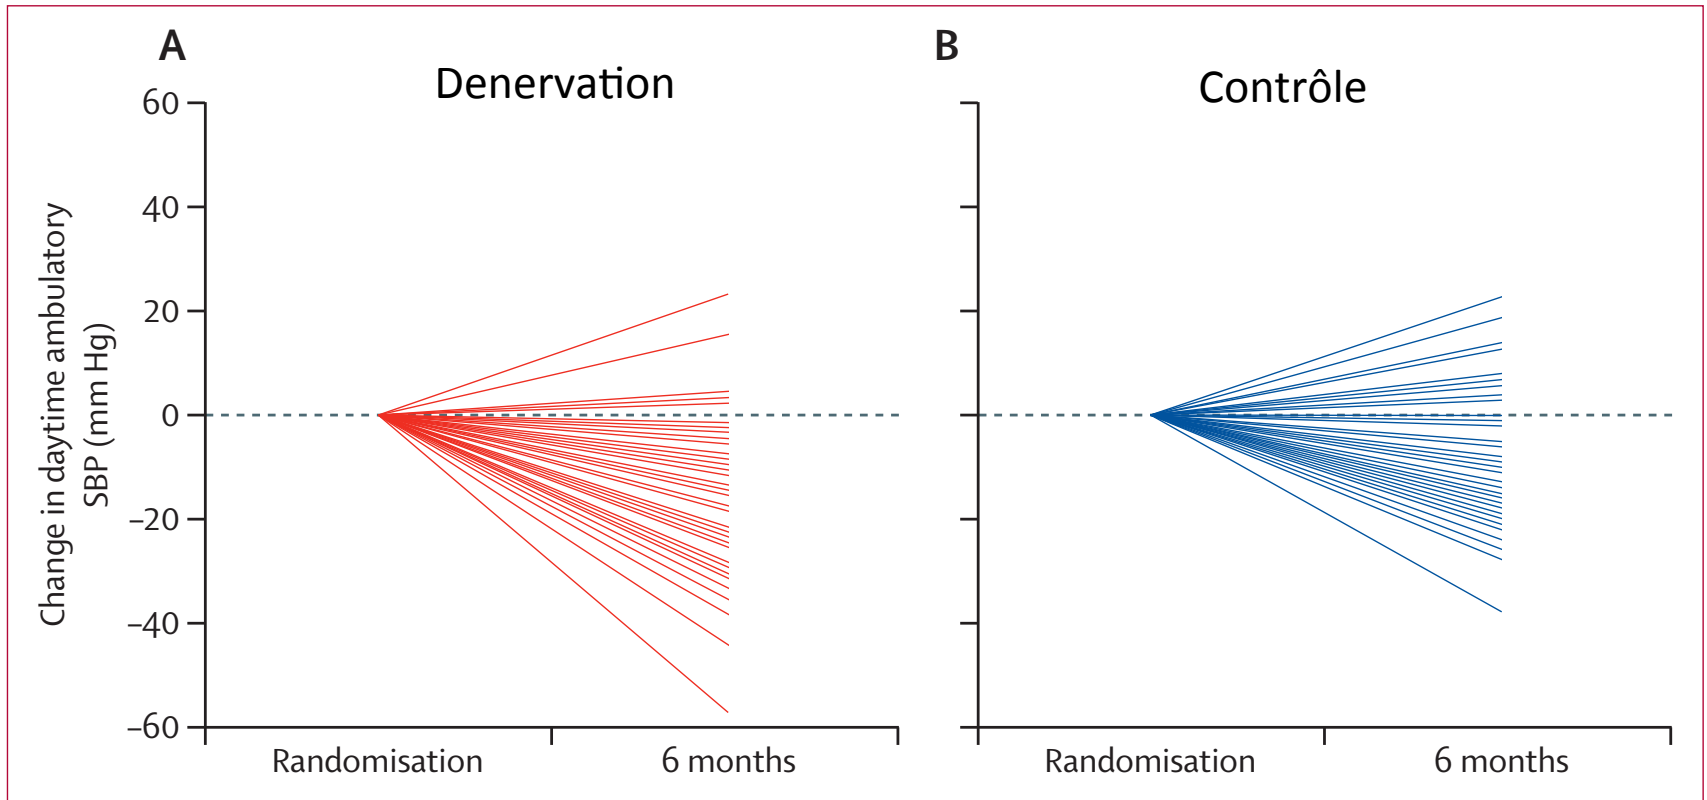 A
Denervation
B
Contrôle
Change in daytime ambulatory
SBP (mm Hg)
60
40
20
0
–20
–40
–60
Randomisation
6 months
Randomisation
6 months